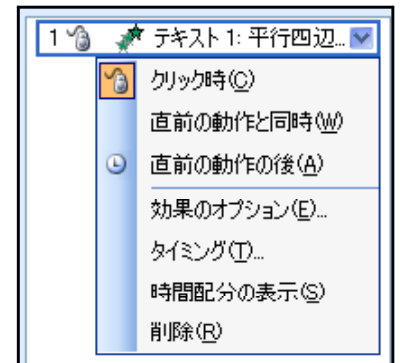 1 テキスト 1: 平行四辺...
クリック時(C)
直前の動作と同時(W)
直前の動作の後(A)
効果のオプション(E)...
タイミング(T)...
時間配分の表示(S)
削除(R)